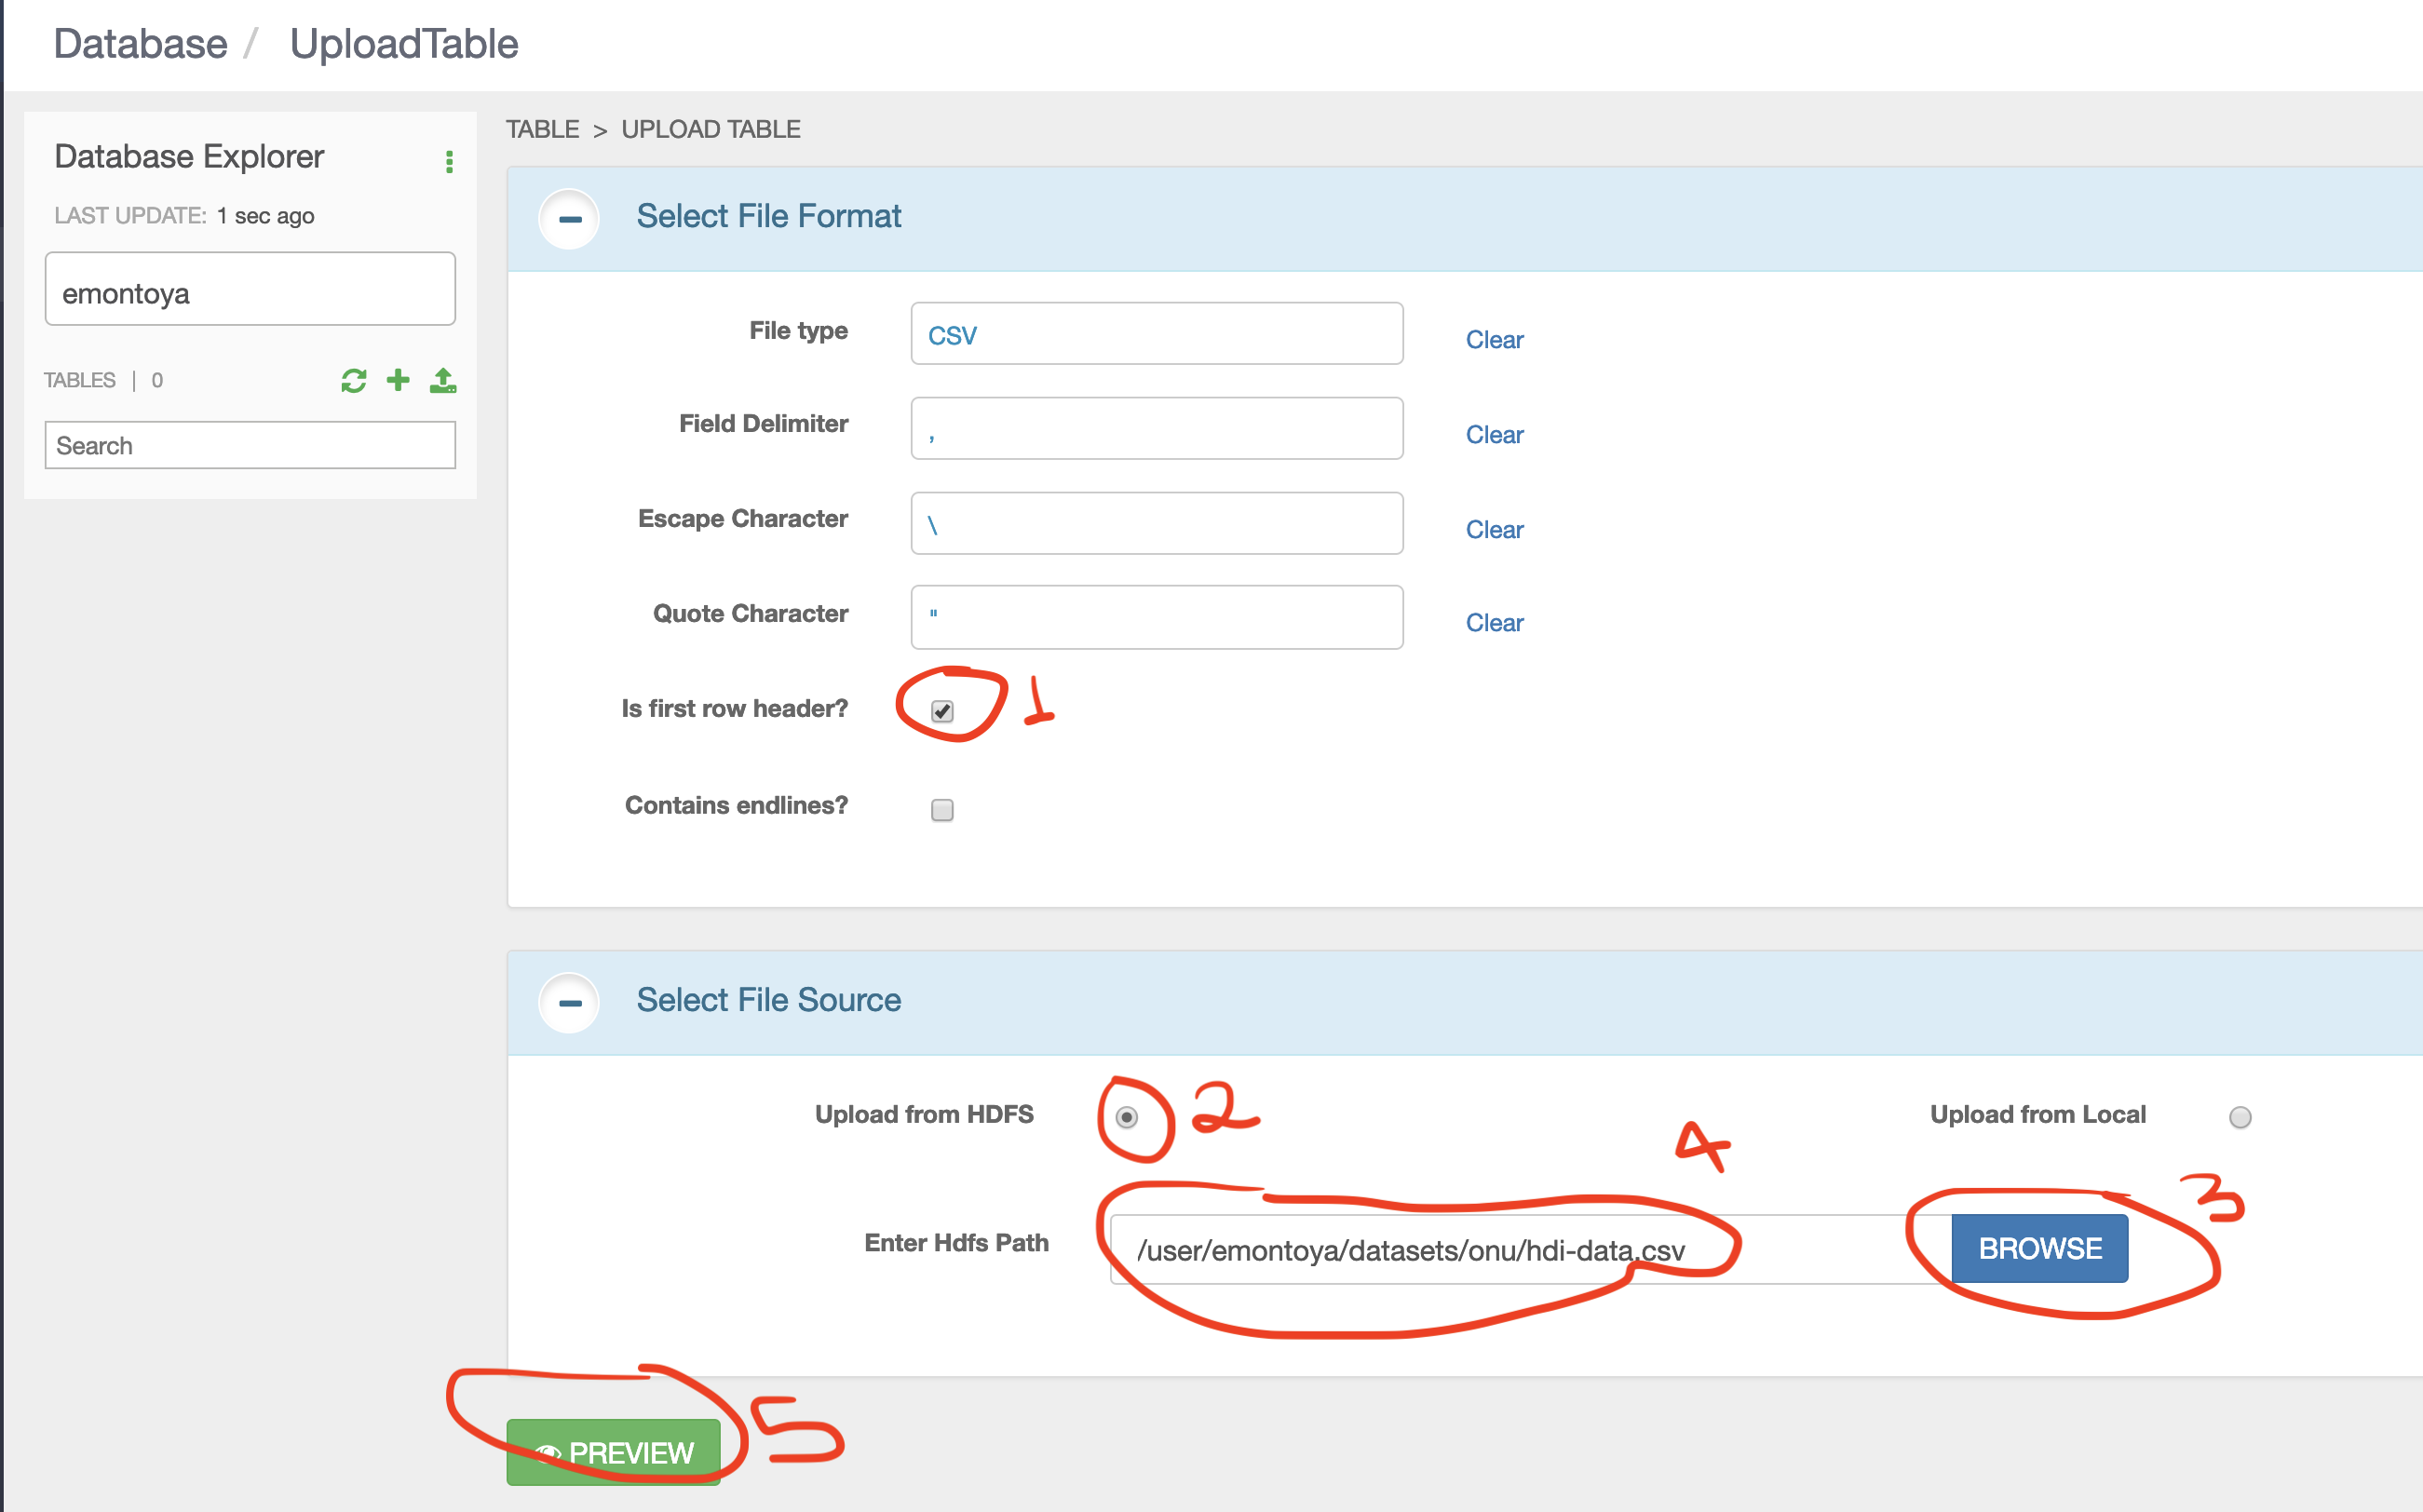 Database / UploadTable
Database Explorer
LAST UPDATE: 1 sec ago
emontoya
TABLES | 0
Search
TABLE > UPLOAD TABLE
Select File Format
File type CSV Clear
Field Delimiter , Clear
Escape Character \ Clear
Quote Character " Clear
Is first row header? 1
Contains endlines?
Select File Source
Upload from HDFS 2 Upload from Local
4
3
Enter Hdfs Path /user/emontoya/datasets/onu/hdi-data.csv BROWSE
PREVIEW 5